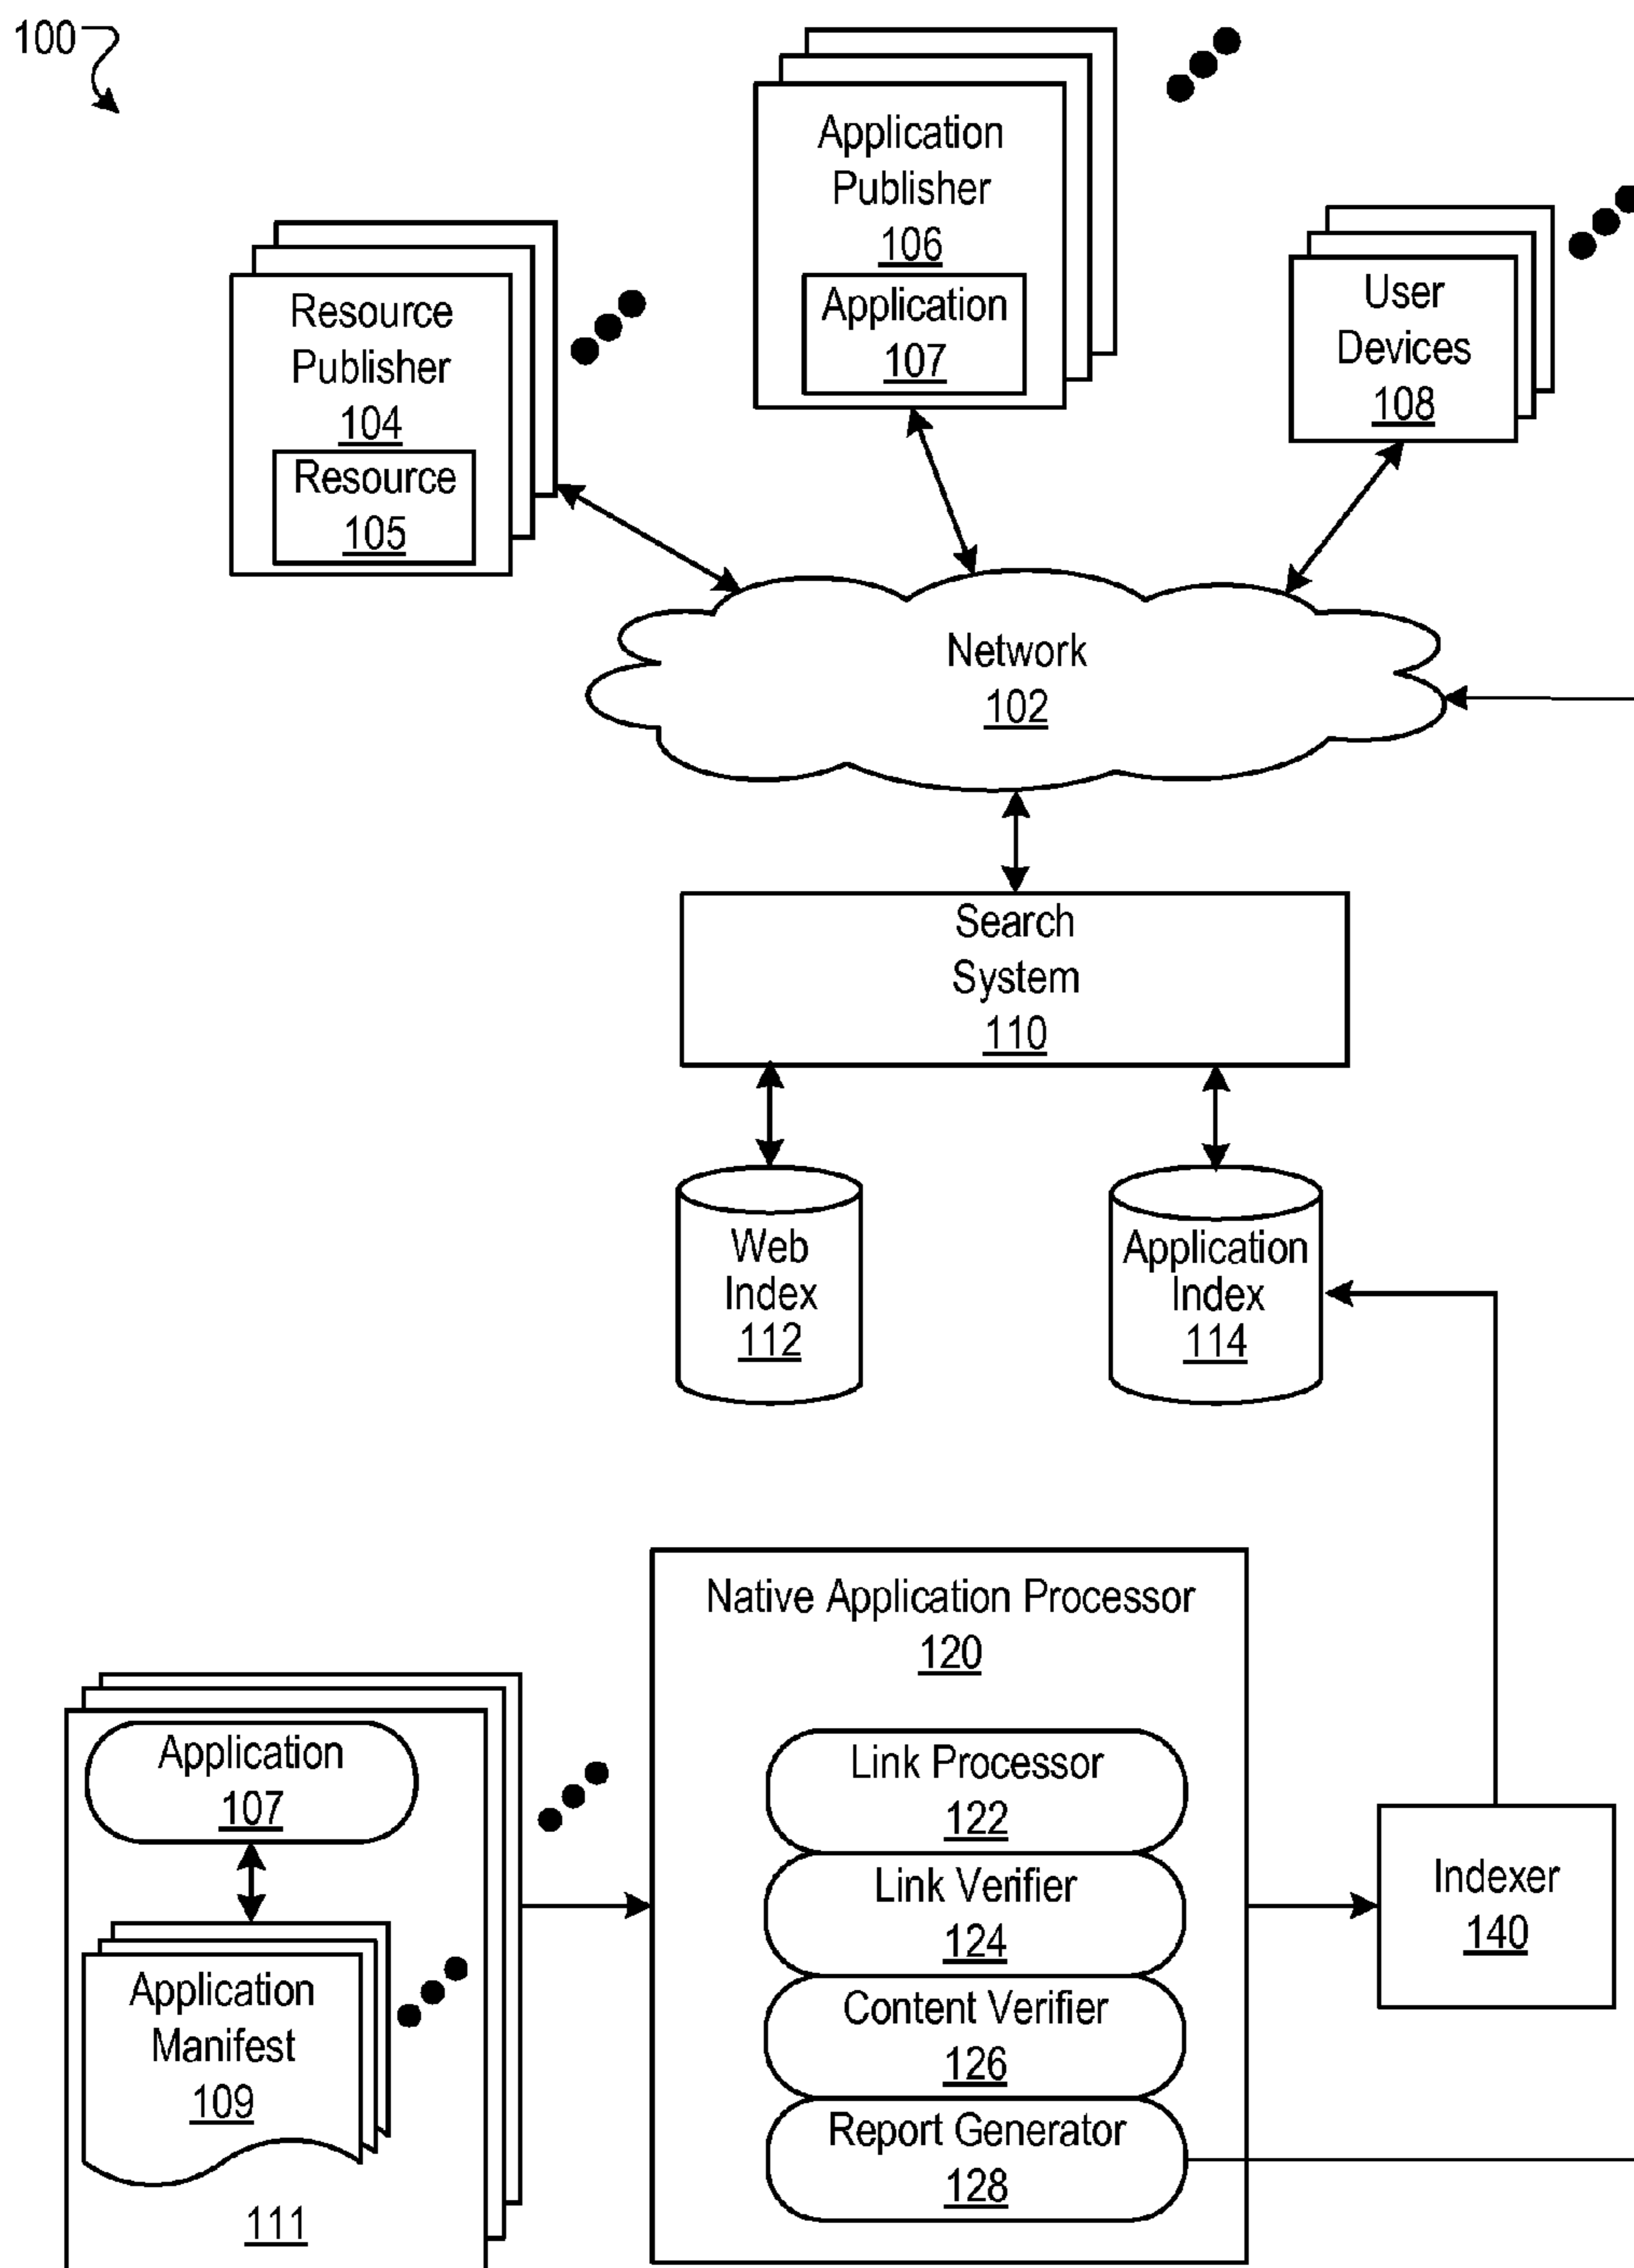 100
Application
Publisher
106
Application
107
Resource
Publisher
104
Resource
105
User
Devices
108
Network
102
Search
System
110
Web
Index
112
Application
Index
114
Native Application Processor
120
Link Processor
122
Link Verifier
124
Content Verifier
126
Report Generator
128
Application
107
Application
Manifest
109
111
Indexer
140